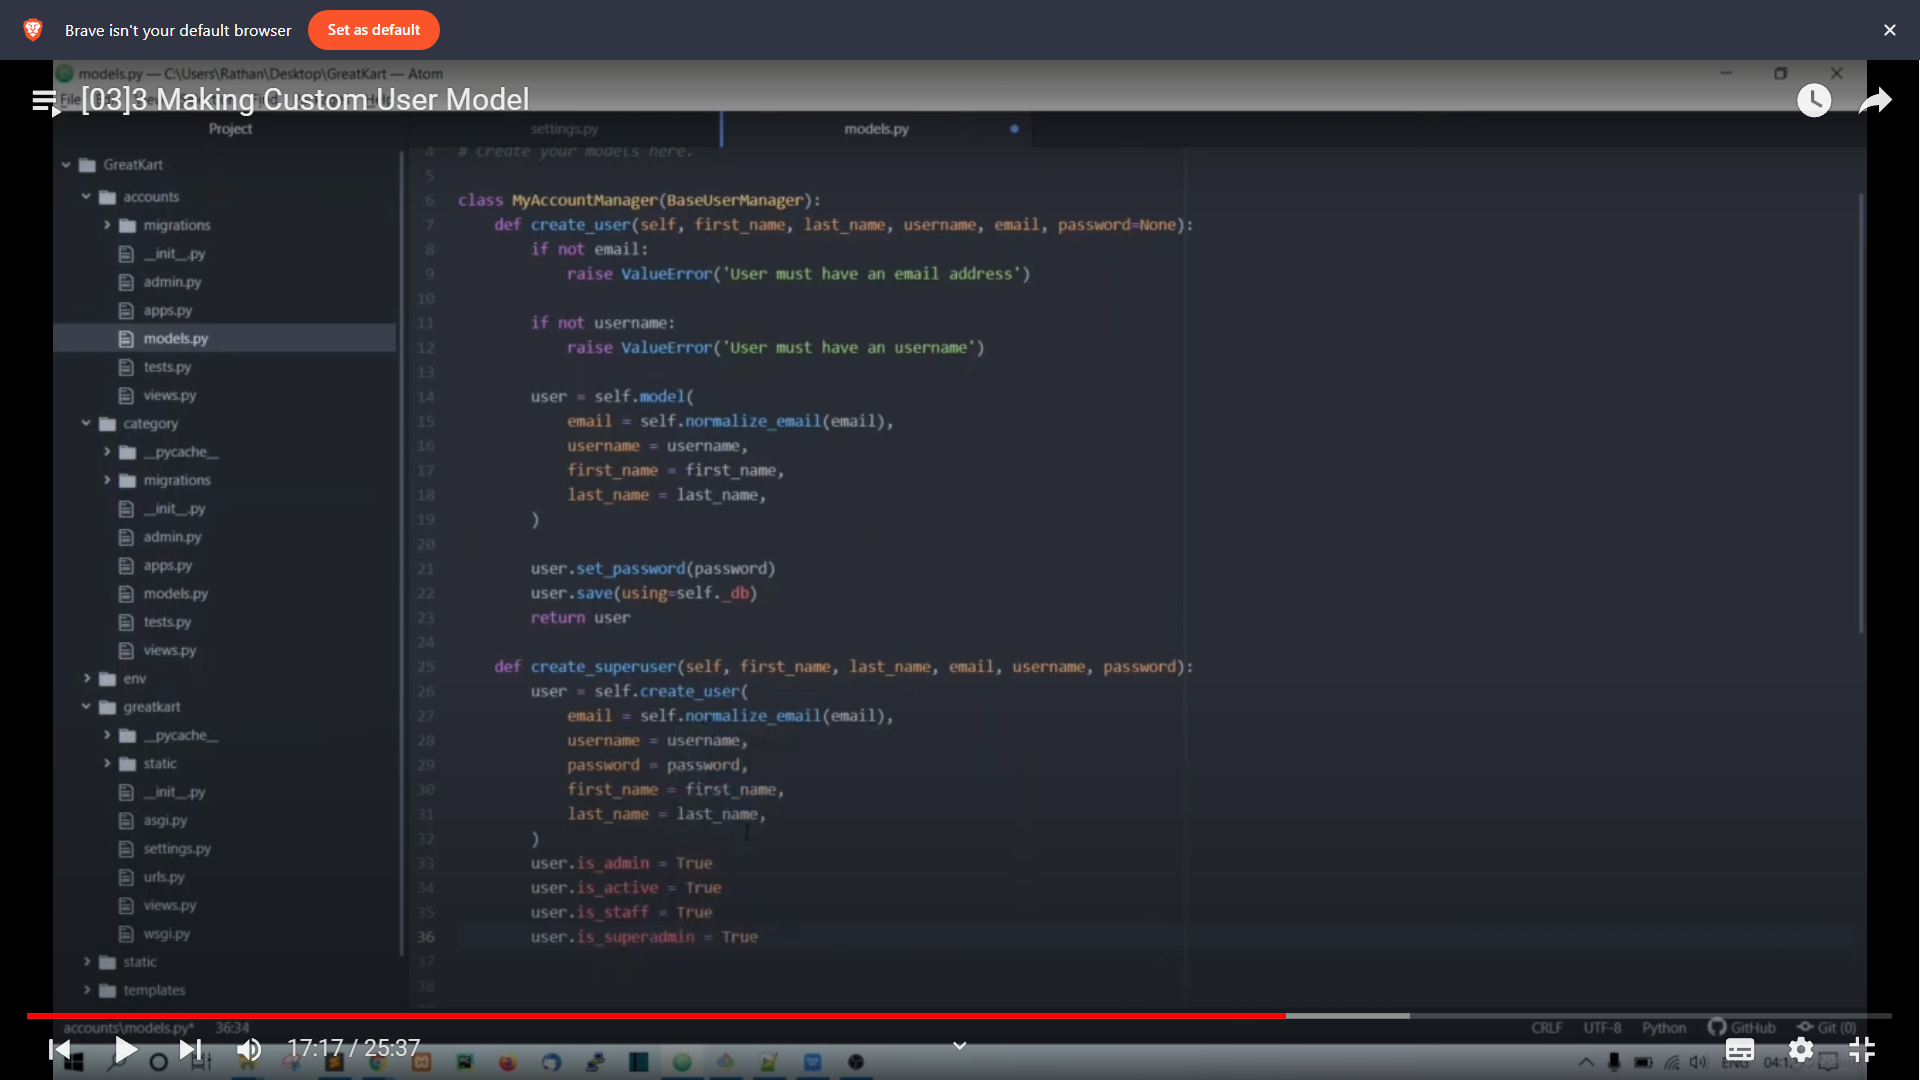 Brave isn't your default browser
Set as default
models.py — C:\Users\Rathan\Desktop\GreatKart — Atom
[03]3 Making Custom User Model
Project
settings.py
models.py
GreatKart
accounts
migrations
__init__.py
admin.py
apps.py
models.py
tests.py
views.py
category
__pycache__
migrations
__init__.py
admin.py
apps.py
models.py
tests.py
views.py
env
greatkart
__pycache__
static
__init__.py
asgi.py
settings.py
urls.py
views.py
wsgi.py
static
templates
4 # Create your models here.
5
6 class MyAccountManager(BaseUserManager):
7 def create_user(self, first_name, last_name, username, email, password=None):
8 if not email:
9 raise ValueError('User must have an email address')
10
11 if not username:
12 raise ValueError('User must have an username')
13
14 user = self.model(
15 email = self.normalize_email(email),
16 username = username,
17 first_name = first_name,
18 last_name = last_name,
19 )
20
21 user.set_password(password)
22 user.save(using=self._db)
23 return user
24
25 def create_superuser(self, first_name, last_name, email, username, password):
26 user = self.create_user(
27 email = self.normalize_email(email),
28 username = username,
29 password = password,
30 first_name = first_name,
31 last_name = last_name,
32 )
33 user.is_admin = True
34 user.is_active = True
35 user.is_staff = True
36 user.is_superadmin = True
37
38
accounts\models.py* 36:34
CRLF UTF-8 Python GitHub Git (0)
17:17 / 25:37
ENG